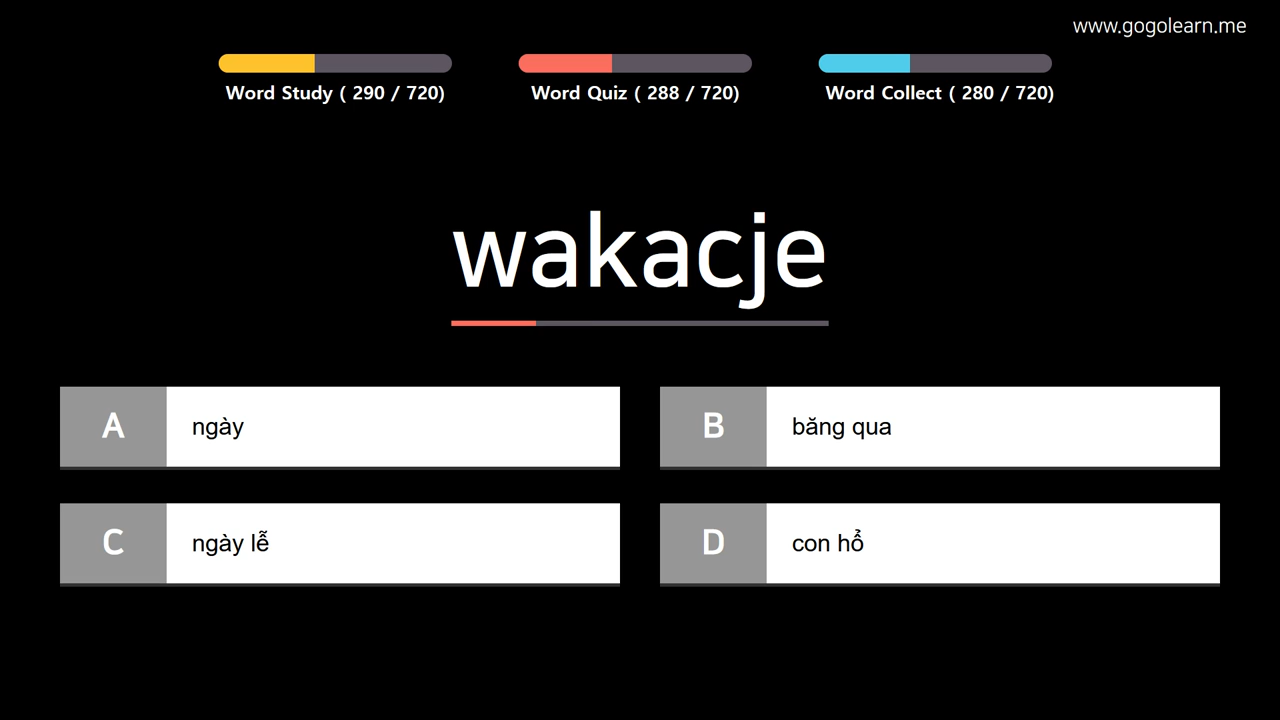 www.gogolearn.me
Word Study ( 290 / 720)
Word Quiz ( 288 / 720)
Word Collect ( 280 / 720)
wakacje
A ngày
B băng qua
C ngày lễ
D con hổ